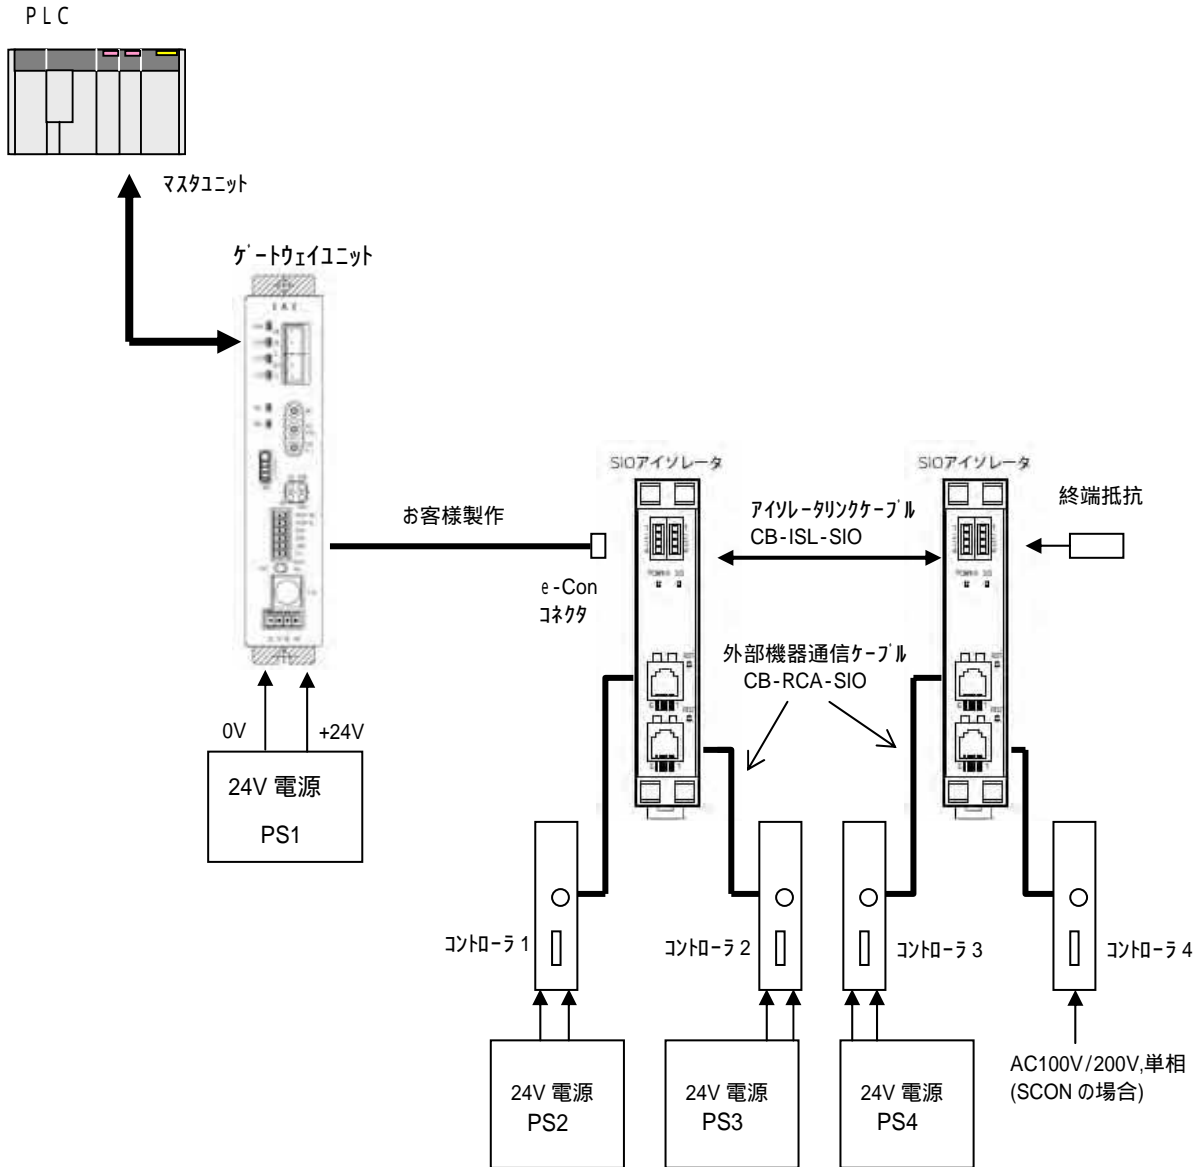 PLC
マスタユニット
ゲートウェイユニット
SIOアイソレータ
SIOアイソレータ
アイソレータリンクケーブル
CB-ISL-SIO
終端抵抗
お客様製作
e-Con
コネクタ
外部機器通信ケーブル
CB-RCA-SIO
0V
+24V
24V 電源
PS1
コントローラ 1
コントローラ 2
コントローラ 3
コントローラ 4
24V 電源
PS2
24V 電源
PS3
24V 電源
PS4
AC100V/200V,単相
(SCON の場合)